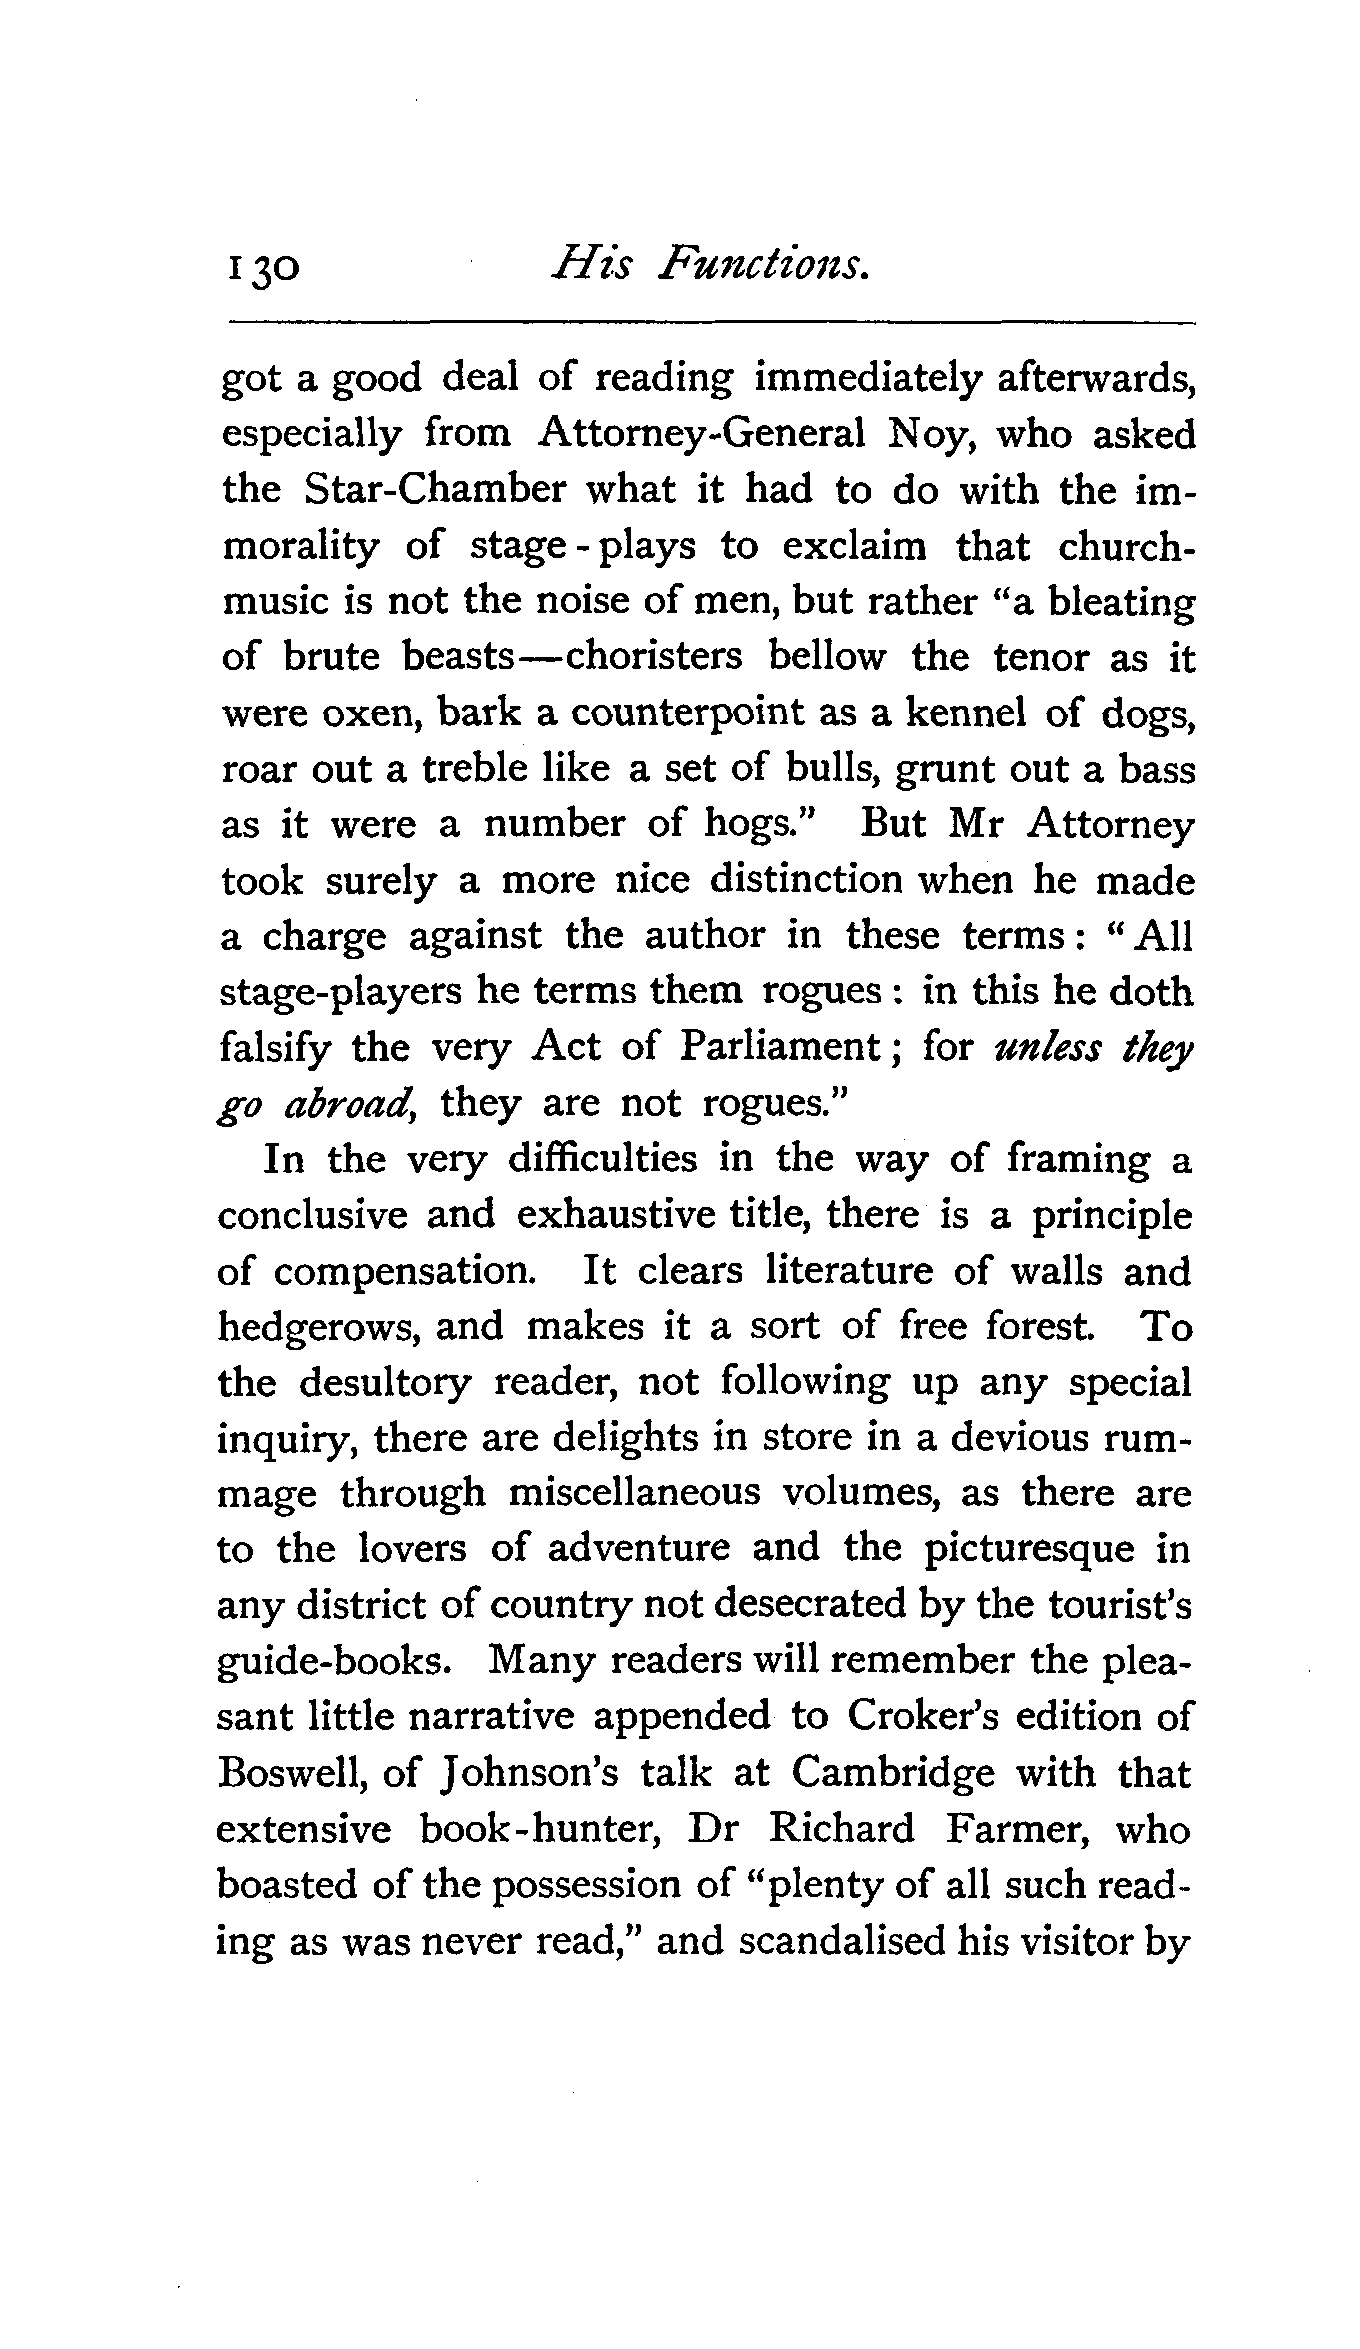 130 His Functions.
got a good deal of reading immediately afterwards,
especially from Attorney-General Noy, who asked
the Star-Chamber what it had to do with the im-
morality of stage-plays to exclaim that church-
music is not the noise of men, but rather "a bleating
of brute beasts—choristers bellow the tenor as it
were oxen, bark a counterpoint as a kennel of dogs,
roar out a treble like a set of bulls, grunt out a bass
as it were a number of hogs." But Mr Attorney
took surely a more nice distinction when he made
a charge against the author in these terms: "All
stage-players he terms them rogues: in this he doth
falsify the very Act of Parliament; for unless they
go abroad, they are not rogues."
In the very difficulties in the way of framing a
conclusive and exhaustive title, there is a principle
of compensation. It clears literature of walls and
hedgerows, and makes it a sort of free forest. To
the desultory reader, not following up any special
inquiry, there are delights in store in a devious rum-
mage through miscellaneous volumes, as there are
to the lovers of adventure and the picturesque in
any district of country not desecrated by the tourist's
guide-books. Many readers will remember the plea-
sant little narrative appended to Croker's edition of
Boswell, of Johnson's talk at Cambridge with that
extensive book-hunter, Dr Richard Farmer, who
boasted of the possession of "plenty of all such read-
ing as was never read," and scandalised his visitor by